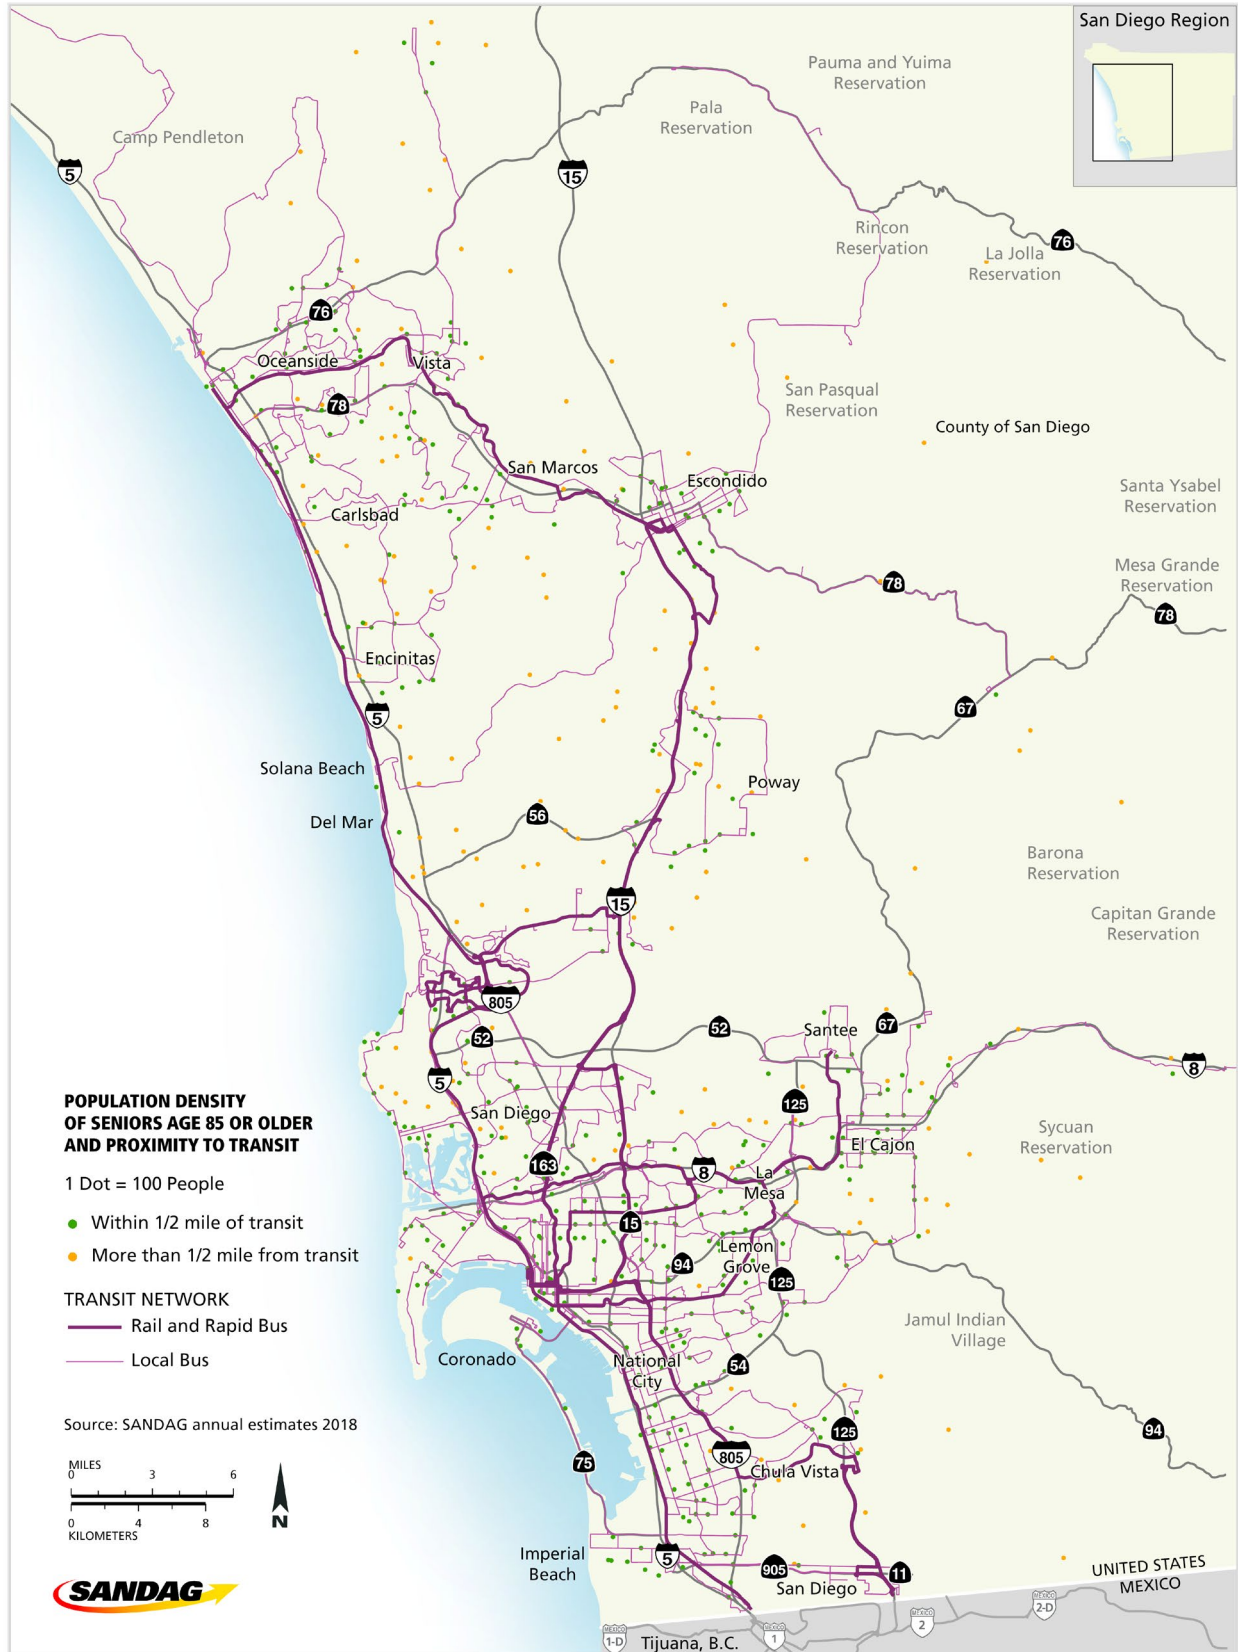 San Diego Region
Pauma and Yuima
Reservation
Pala
Reservation
Camp Pendleton
5
15
Rincon
Reservation
La Jolla
Reservation
76
76
Oceanside
Vista
San Pasqual
Reservation
78
County of San Diego
San Marcos
Escondido
Santa Ysabel
Reservation
Carlsbad
Mesa Grande
Reservation
78
78
Encinitas
67
5
Solana Beach
Poway
Del Mar
56
Barona
Reservation
15
Capitan Grande
Reservation
805
52
52
Santee
67
8
5
125
San Diego
El Cajon
Sycuan
Reservation
163
8
La
Mesa
15
Lemon
Grove
94
125
Jamul Indian
Village
Coronado
National
City
54
125
94
805
Chula Vista
75
Imperial
Beach
5
905
San Diego
11
UNITED STATES
MEXICO
MEXICO
1-D
Tijuana, B.C.
MEXICO
1
MEXICO
2
MEXICO
2-D
POPULATION DENSITY
OF SENIORS AGE 85 OR OLDER
AND PROXIMITY TO TRANSIT
1 Dot = 100 People
Within 1/2 mile of transit
More than 1/2 mile from transit
TRANSIT NETWORK
Rail and Rapid Bus
Local Bus
Source: SANDAG annual estimates 2018
MILES
0 3 6
0 4 8
KILOMETERS
N
SANDAG